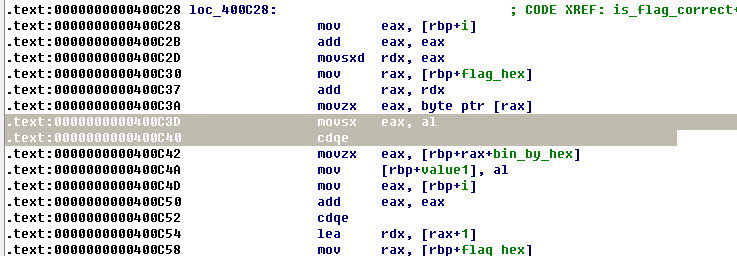 .text:0000000000400C28 loc_400C28: ; CODE XREF: is_flag_correct+
.text:0000000000400C28 mov eax, [rbp+i]
.text:0000000000400C2B add eax, eax
.text:0000000000400C2D movsxd rdx, eax
.text:0000000000400C30 mov rax, [rbp+flag_hex]
.text:0000000000400C37 add rax, rdx
.text:0000000000400C3A movzx eax, byte ptr [rax]
.text:0000000000400C3D movsx eax, al
.text:0000000000400C40 cdqe
.text:0000000000400C42 movzx eax, [rbp+rax+bin_by_hex]
.text:0000000000400C4A mov [rbp+value1], al
.text:0000000000400C4D mov eax, [rbp+i]
.text:0000000000400C50 add eax, eax
.text:0000000000400C52 cdqe
.text:0000000000400C54 lea rdx, [rax+1]
.text:0000000000400C58 mov rax, [rbp+flag_hex]